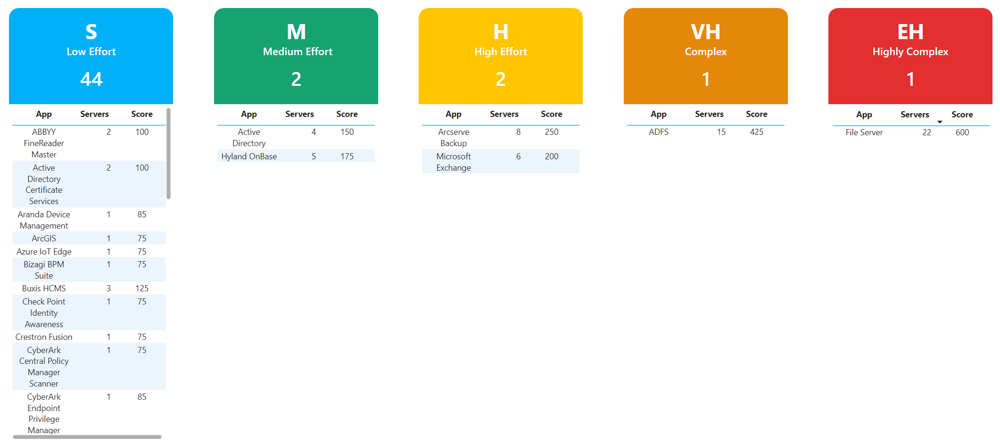 S
Low Effort
44
App Servers Score
ABBYY 2 100
FineReader
Master
Active 2 100
Directory
Certificate
Services
Aranda Device 1 85
Management
ArcGIS 1 75
Azure IoT Edge 1 75
Bizagi BPM 1 75
Suite
Buxis HCMS 3 125
Check Point 1 75
Identity
Awareness
Crestron Fusion 1 75
CyberArk 1 75
Central Policy
Manager
Scanner
CyberArk 1 85
Endpoint
Privilege
Manager
M
Medium Effort
2
App Servers Score
Active 4 150
Directory
Hyland OnBase 5 175
H
High Effort
2
App Servers Score
Arcserve 8 250
Backup
Microsoft 6 200
Exchange
VH
Complex
1
App Servers Score
ADFS 15 425
EH
Highly Complex
1
App Servers Score
File Server 22 600